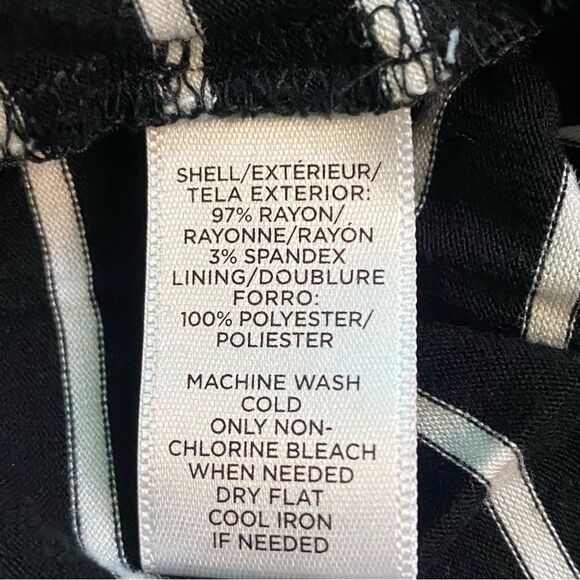 SHELL/EXTÉRIEUR/
TELA EXTERIOR:
97% RAYON/
RAYONNE/RAYÓN
3% SPANDEX
LINING/DOUBLURE
FORRO:
100% POLYESTER/
POLIESTER
MACHINE WASH
COLD
ONLY NON-
CHLORINE BLEACH
WHEN NEEDED
DRY FLAT
COOL IRON
IF NEEDED